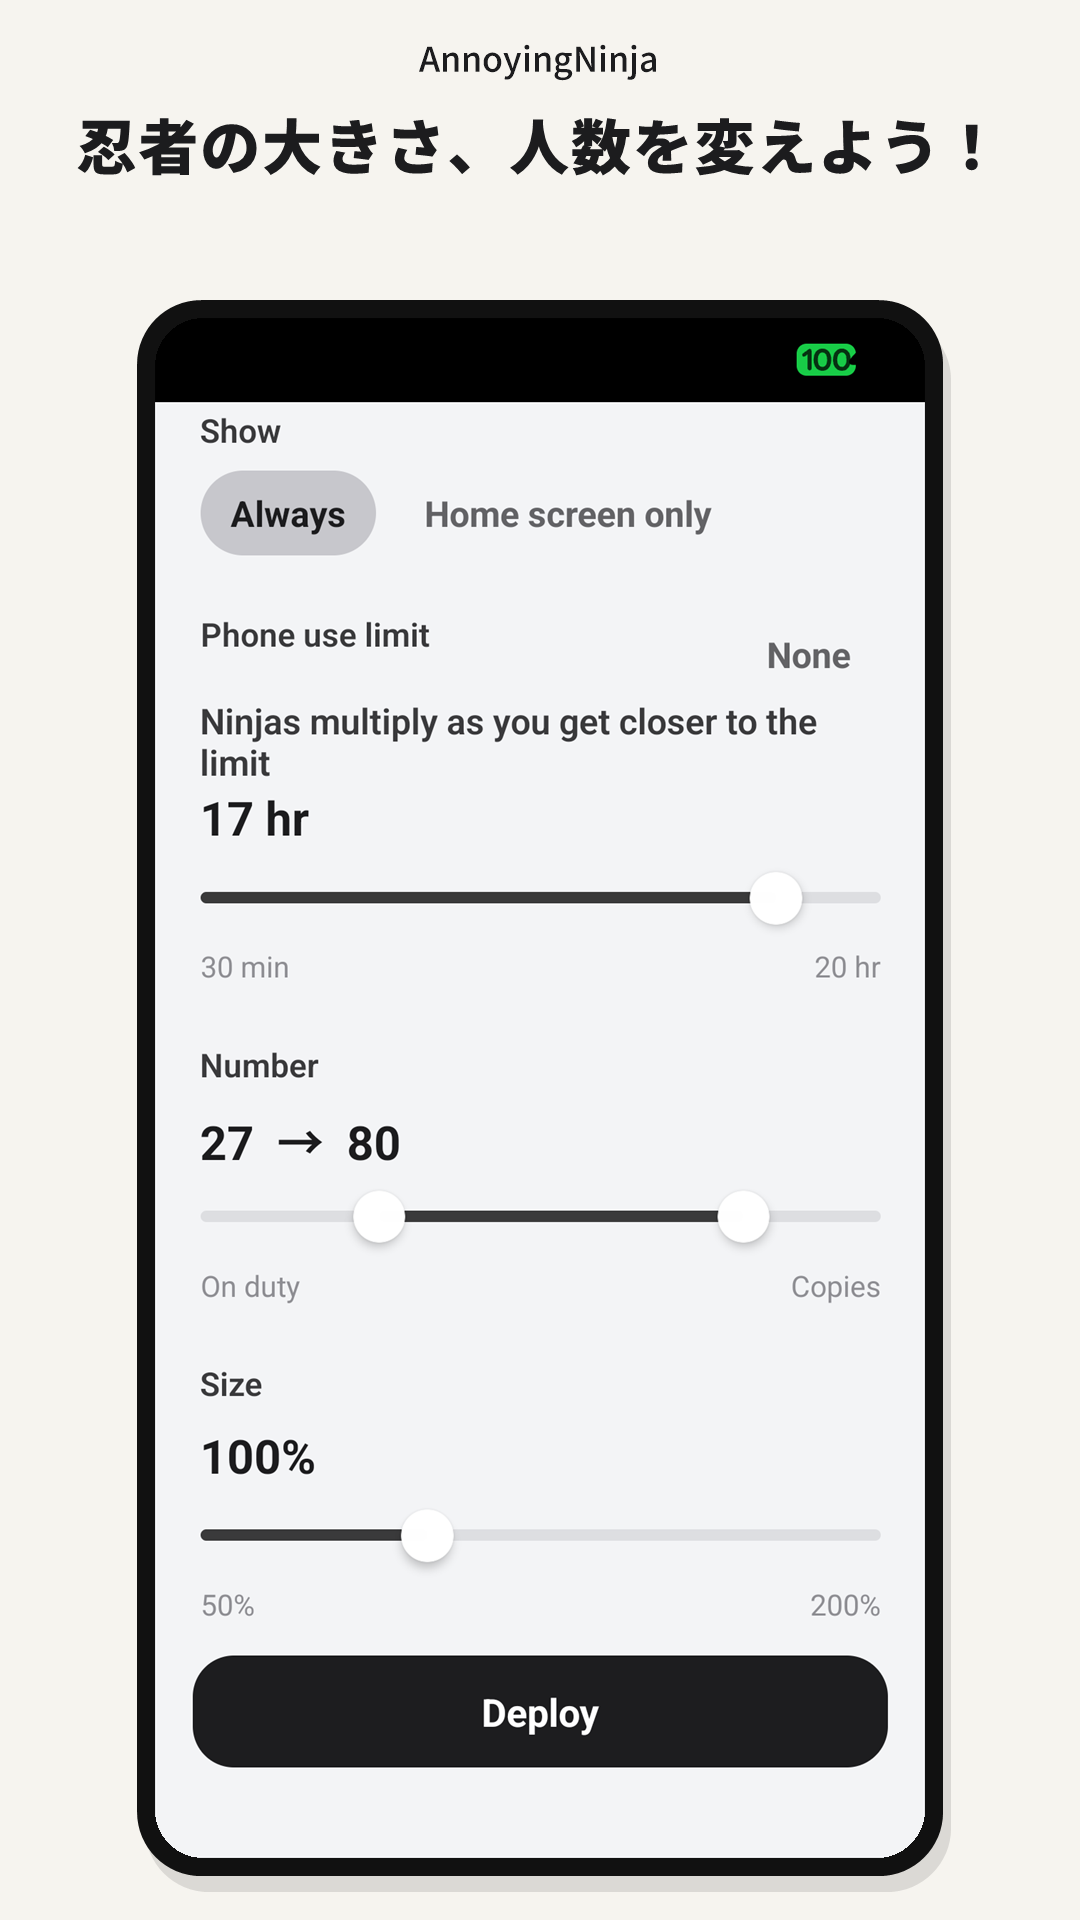 AnnoyingNinja
忍者の大きさ、人数を変えよう！
100
Show
Always
Home screen only
Phone use limit
None
Ninjas multiply as you get closer to the
limit
17 hr
30 min
20 hr
Number
27 → 80
On duty
Copies
Size
100%
50%
200%
Deploy